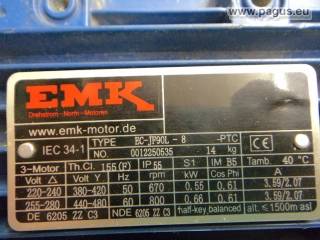 www.pagus.eu
EMK
Drehstrom-Norm-Motoren
www.emk-motor.de
IEC 34-1 TYPE EC-JP90L - 8 -PTC CE
NO. 0012250535 14 kg
3~Motor Th.Cl. 155(F) IP 55 S1 IM B5 Tamb. 40 °C
Volt Volt Y Hz rpm kW Cos Phi A
220-240 380-420 50 670 0.55 0.61 3.59/2.07
255-280 440-480 60 800 0.66 0.61 3.59/2.07
DE 6205 ZZ C3 NDE 6205 ZZ C3 half-key balanced alt. ≤ 1500m asl